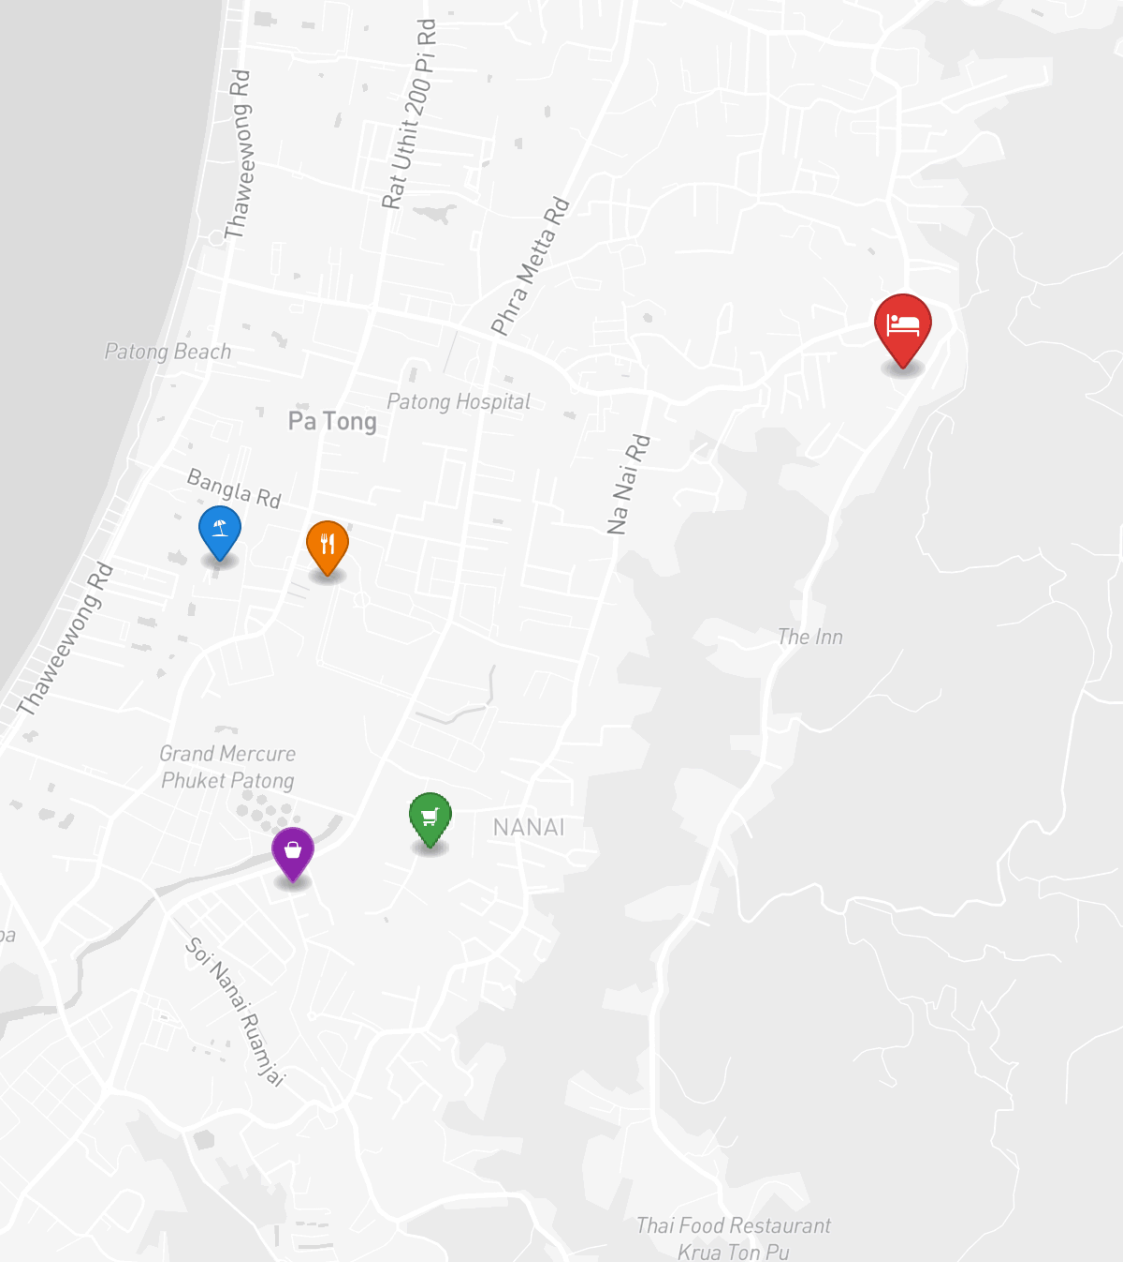 Thaweewong Rd
Rat Uthit 200 Pi Rd
Phra Metta Rd
Patong Beach
Patong Hospital
Pa Tong
Bangla Rd
Na Nai Rd
Thaweewong Rd
The Inn
Grand Mercure
Phuket Patong
NANAI
Soi Nanai Ruamjai
Thai Food Restaurant
Krua Ton Pu